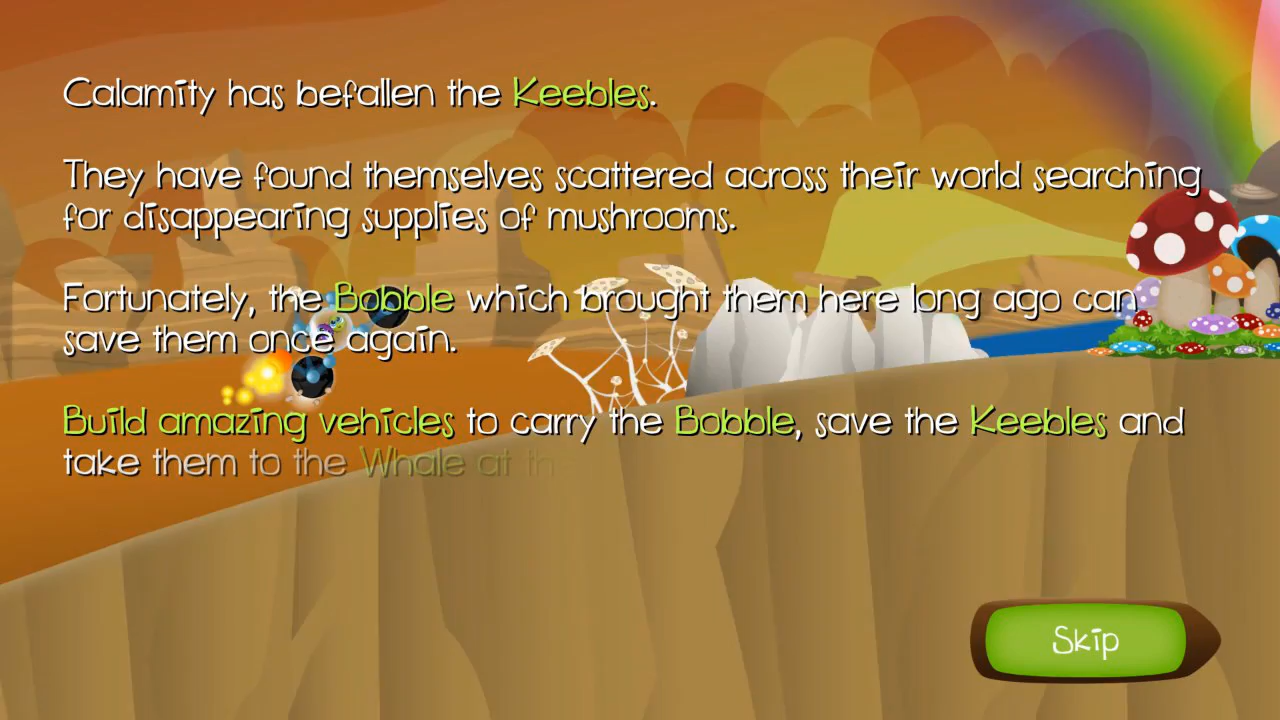 Calamity has befallen the Keebles.
They have found themselves scattered across their world searching
for disappearing supplies of mushrooms.
Fortunately, the Bobble which brought them here long ago can
save them once again.
Build amazing vehicles to carry the Bobble, save the Keebles and
take them to the Whale at th
Skip